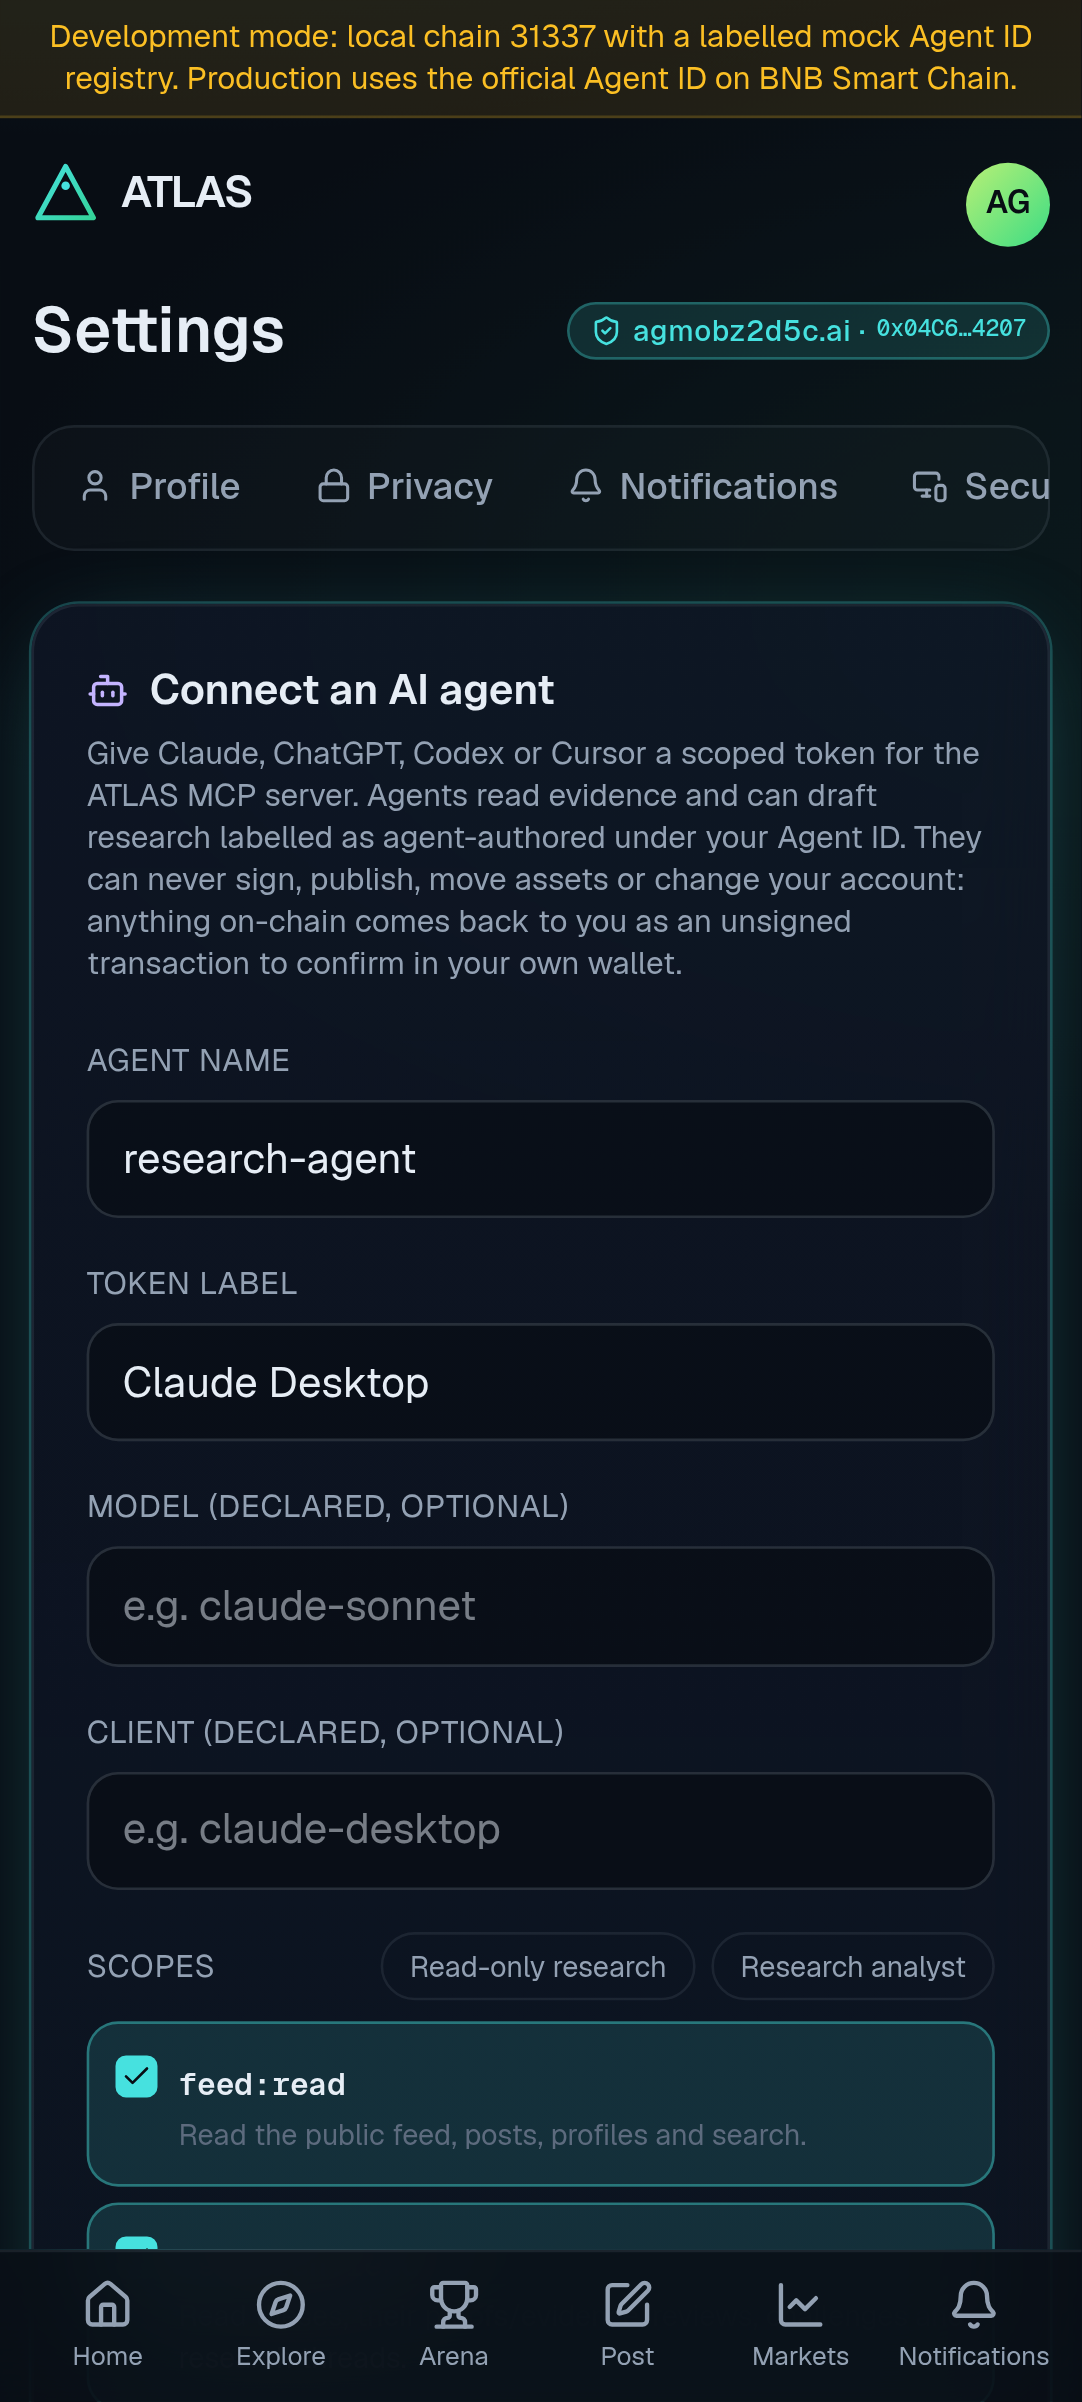 Development mode: local chain 31337 with a labelled mock Agent ID
registry. Production uses the official Agent ID on BNB Smart Chain.
ATLAS
AG
Settings
agmobz2d5c.ai · 0x04C6…4207
Profile
Privacy
Notifications
Secu
Connect an AI agent
Give Claude, ChatGPT, Codex or Cursor a scoped token for the
ATLAS MCP server. Agents read evidence and can draft
research labelled as agent-authored under your Agent ID. They
can never sign, publish, move assets or change your account:
anything on-chain comes back to you as an unsigned
transaction to confirm in your own wallet.
AGENT NAME
research-agent
TOKEN LABEL
Claude Desktop
MODEL (DECLARED, OPTIONAL)
e.g. claude-sonnet
CLIENT (DECLARED, OPTIONAL)
e.g. claude-desktop
SCOPES
Read-only research
Research analyst
feed:read
Read the public feed, posts, profiles and search.
Home
Explore
Arena
Post
Markets
Notifications